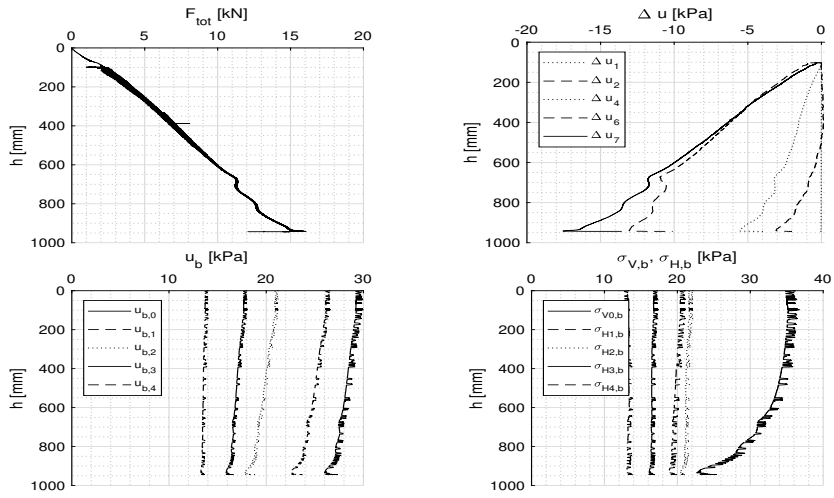 F_tot [kN]
0 5 10 15 20
0
200
400
600
800
1000
h [mm]
Δ u [kPa]
-20 -15 -10 -5 0
0
200
400
600
800
1000
h [mm]
Δ u_1
Δ u_2
Δ u_4
Δ u_6
Δ u_7
u_b [kPa]
0 10 20 30
0
200
400
600
800
1000
h [mm]
u_b,0
u_b,1
u_b,2
u_b,3
u_b,4
σ_V,b, σ_H,b [kPa]
0 10 20 30 40
0
200
400
600
800
1000
h [mm]
σ_V0,b
σ_H1,b
σ_H2,b
σ_H3,b
σ_H4,b